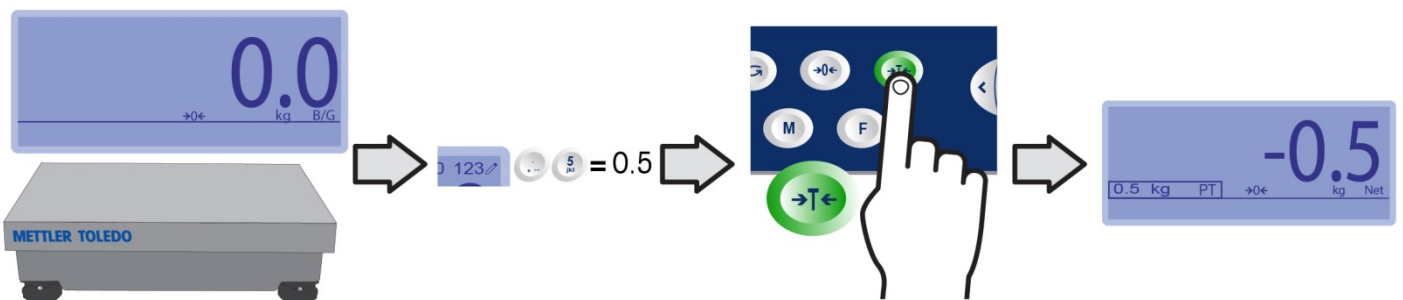 0.0
→0← kg B/G
METTLER TOLEDO
123
. + -- 5 jkl = 0.5
→0← →T←
M F
→T←
-0.5
0.5 kg PT →0← kg Net